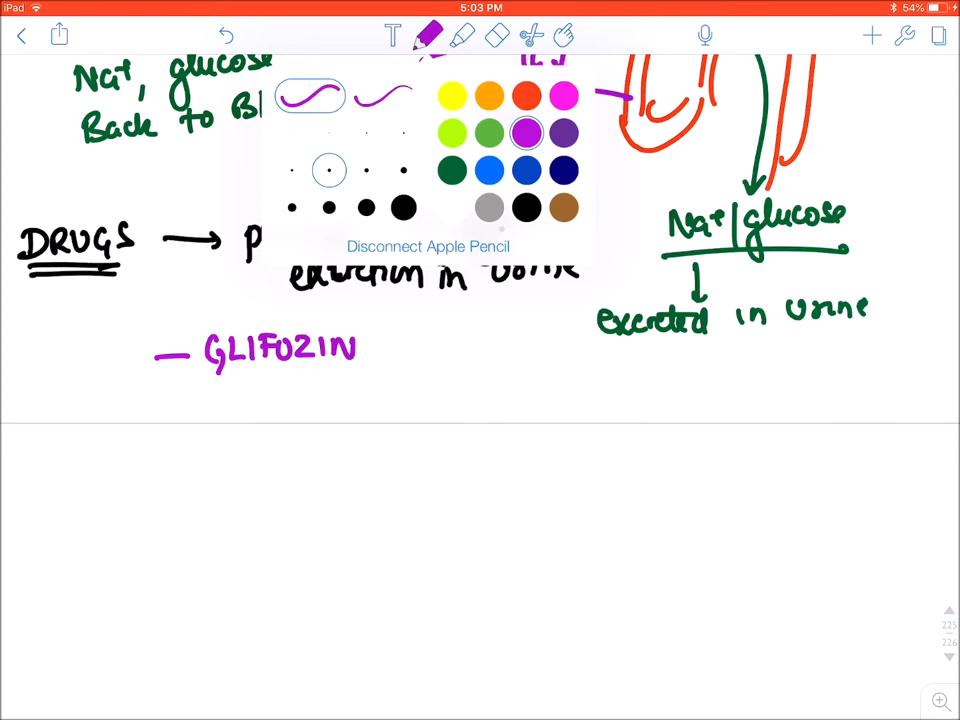 iPad 5:03 PM 54%
T
Na+, glucose
Back to Bl
Na+/glucose
DRUGS → p
Disconnect Apple Pencil
excretion in Urine
excreted in Urine
— GLIFOZIN
225
226